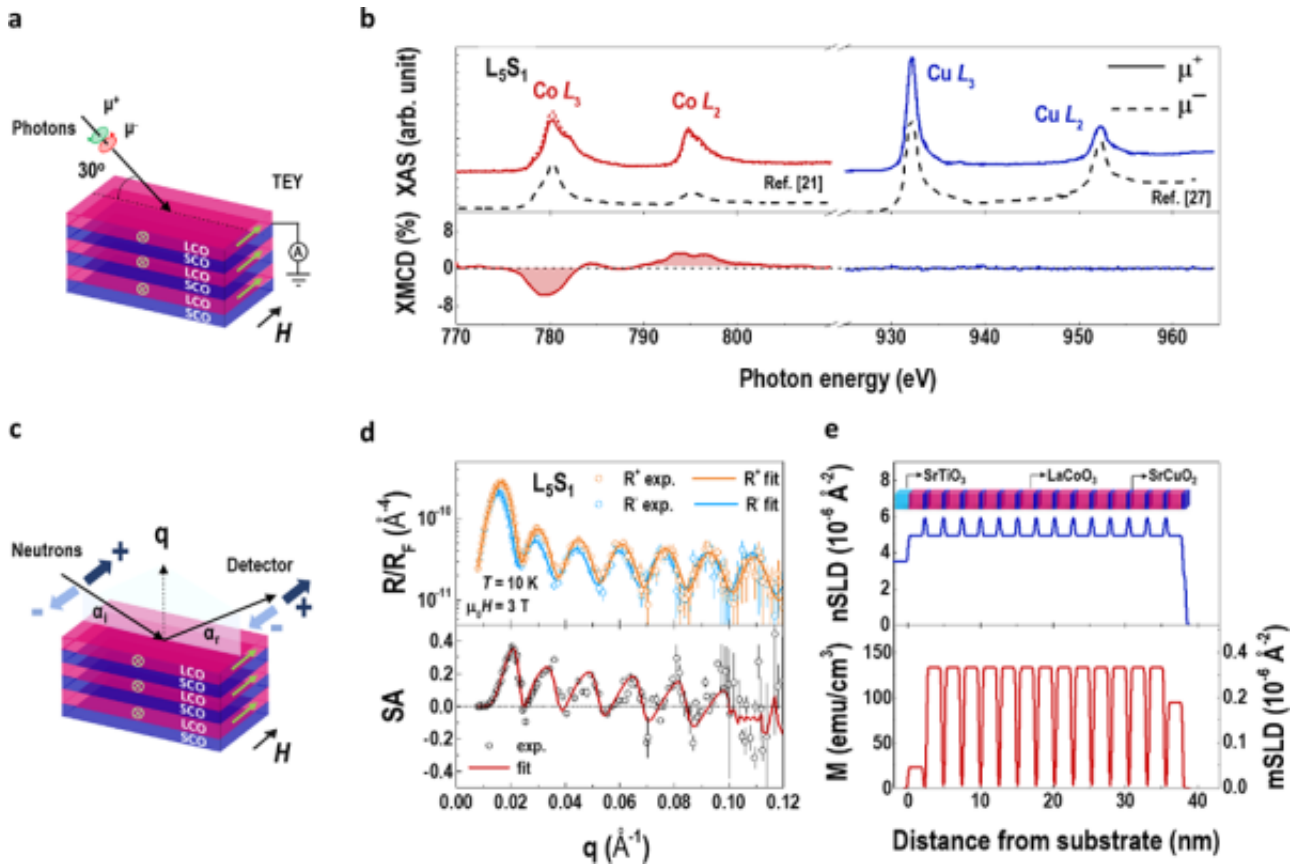 a
μ⁺
Photons
μ⁻
30º
TEY
A
LCO
SCO
LCO
SCO
LCO
SCO
H
b
XAS (arb. unit)
L₅S₁
Co L₃
Co L₂
Cu L₃
Cu L₂
μ⁺
μ⁻
Ref. [21]
Ref. [27]
XMCD (%)
8
0
-8
770 780 790 800 930 940 950 960
Photon energy (eV)
c
q
Neutrons
+
-
Detector
+
-
αᵢ
αᵣ
LCO
SCO
LCO
SCO
LCO
SCO
H
d
R/R_F (Å⁻⁴)
10⁻¹⁰
10⁻¹¹
L₅S₁
R⁺ exp. R⁺ fit
R⁻ exp. R⁻ fit
T = 10 K
μ₀H = 3 T
SA
0.4
0.2
0.0
-0.2
-0.4
exp.
fit
0.00 0.02 0.04 0.06 0.08 0.10 0.12
q (Å⁻¹)
e
nSLD (10⁻⁶ Å⁻²)
8
6
4
2
0
SrTiO₃ LaCoO₃ SrCuO₂
M (emu/cm³)
150
100
50
0
0.4
0.2
0.1
0.0
mSLD (10⁻⁶ Å⁻²)
0 10 20 30 40
Distance from substrate (nm)